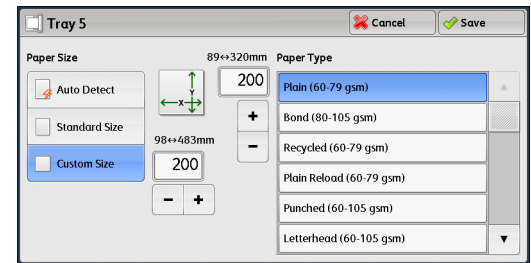 Tray 5
Cancel
Save
Paper Size
89↔320mm
Paper Type
Auto Detect
Standard Size
Custom Size
Y
X
200
+
−
98↔483mm
200
− +
Plain (60-79 gsm)
Bond (80-105 gsm)
Recycled (60-79 gsm)
Plain Reload (60-79 gsm)
Punched (60-105 gsm)
Letterhead (60-105 gsm)